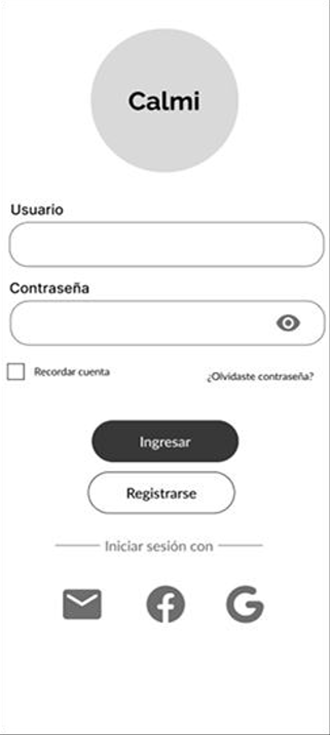 Calmi
Usuario
Contraseña
Recordar cuenta
¿Olvidaste contraseña?
Ingresar
Registrarse
Iniciar sesión con